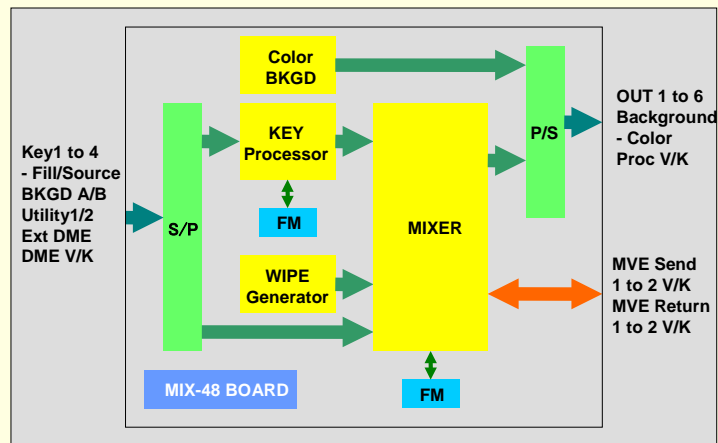 Key1 to 4
- Fill/Source
BKGD A/B
Utility1/2
Ext DME
DME V/K
S/P
Color
BKGD
KEY
Processor
FM
WIPE
Generator
MIX-48 BOARD
MIXER
FM
P/S
OUT 1 to 6
Background
- Color
Proc V/K
MVE Send
1 to 2 V/K
MVE Return
1 to 2 V/K